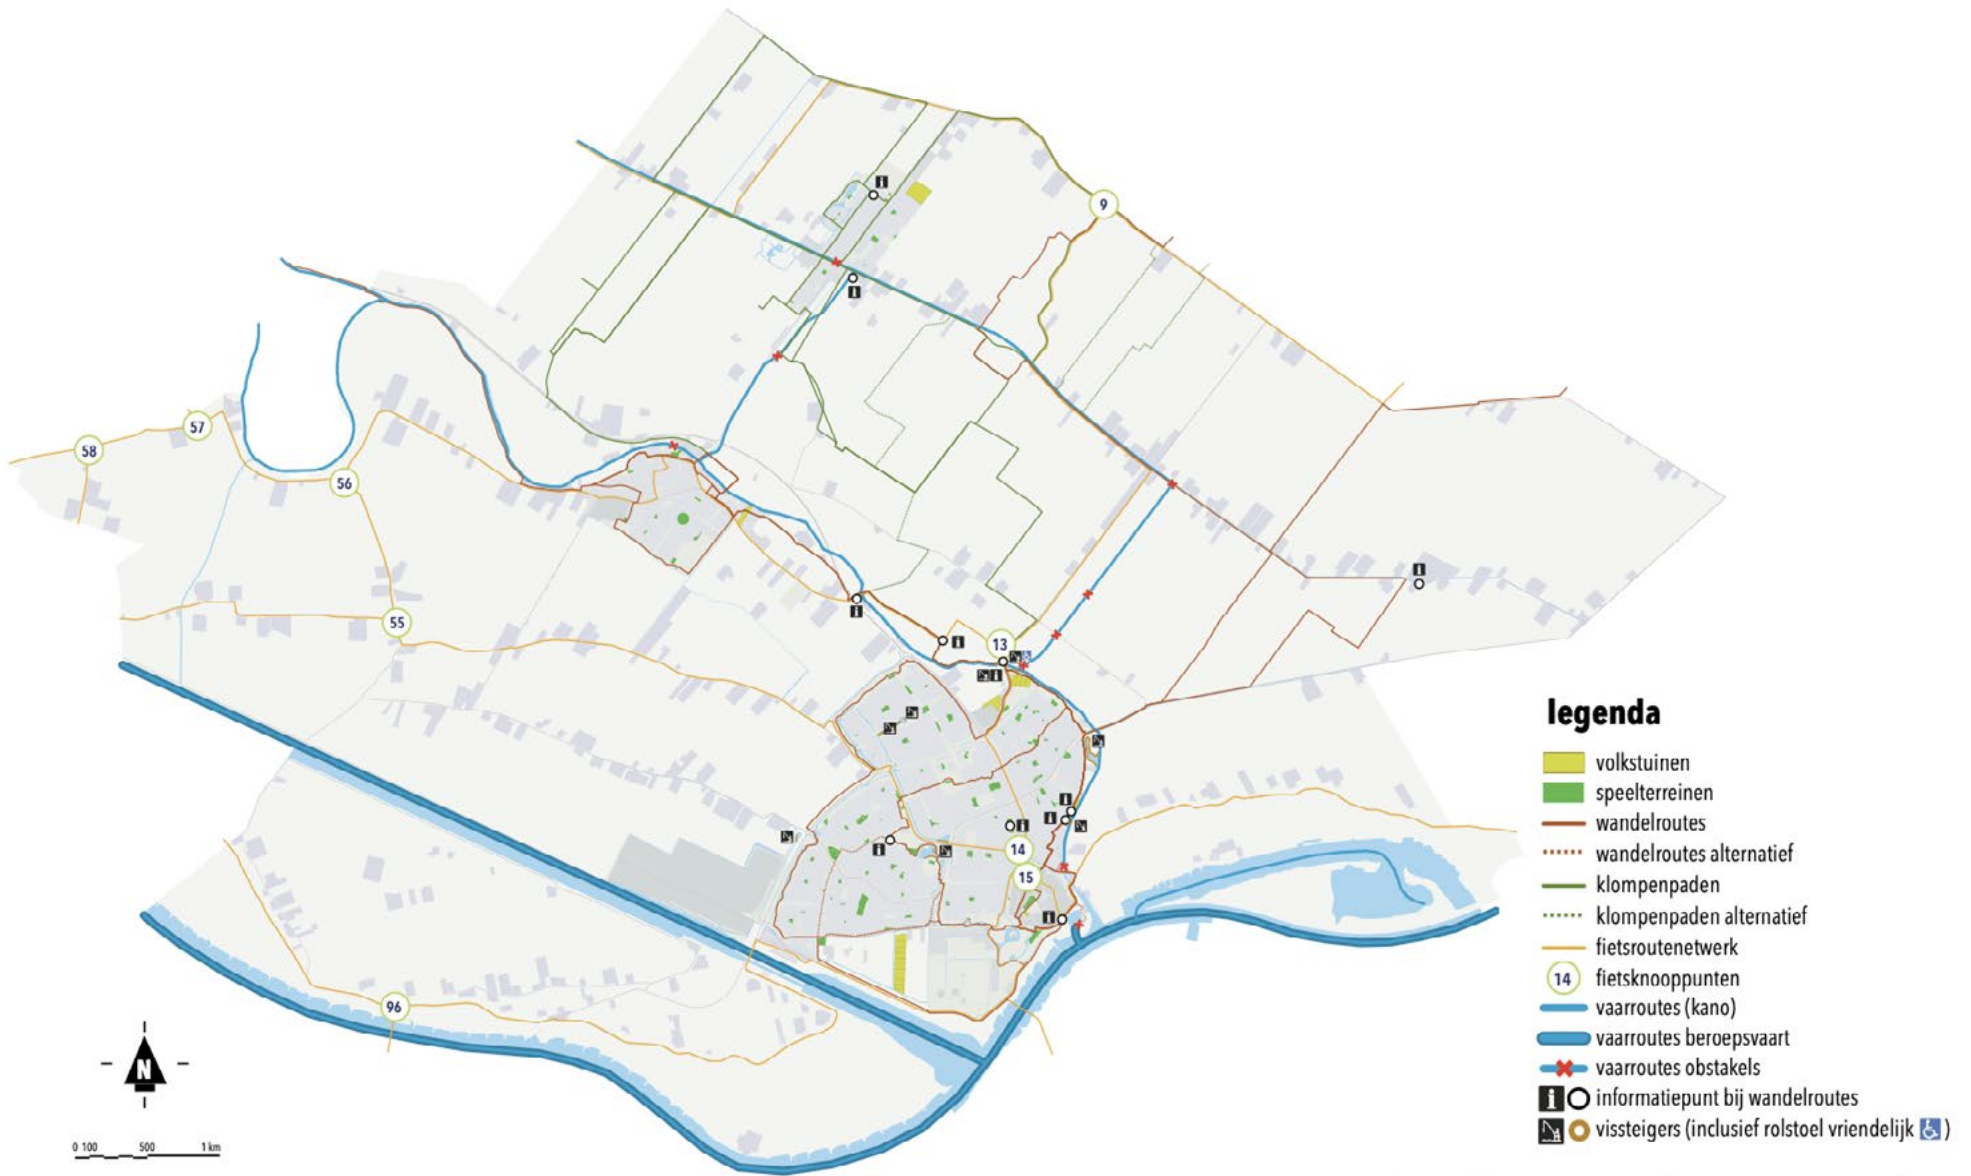 9
57
58
56
55
13
14
15
96
N
0 100 500 1 km
legenda
volkstuinen
speelterreinen
wandelroutes
wandelroutes alternatief
klompenpaden
klompenpaden alternatief
fietsroutenetwerk
14 fietsknooppunten
vaarroutes (kano)
vaarroutes beroepsvaart
vaarroutes obstakels
i informatiepunt bij wandelroutes
vissteigers (inclusief rolstoel vriendelijk )